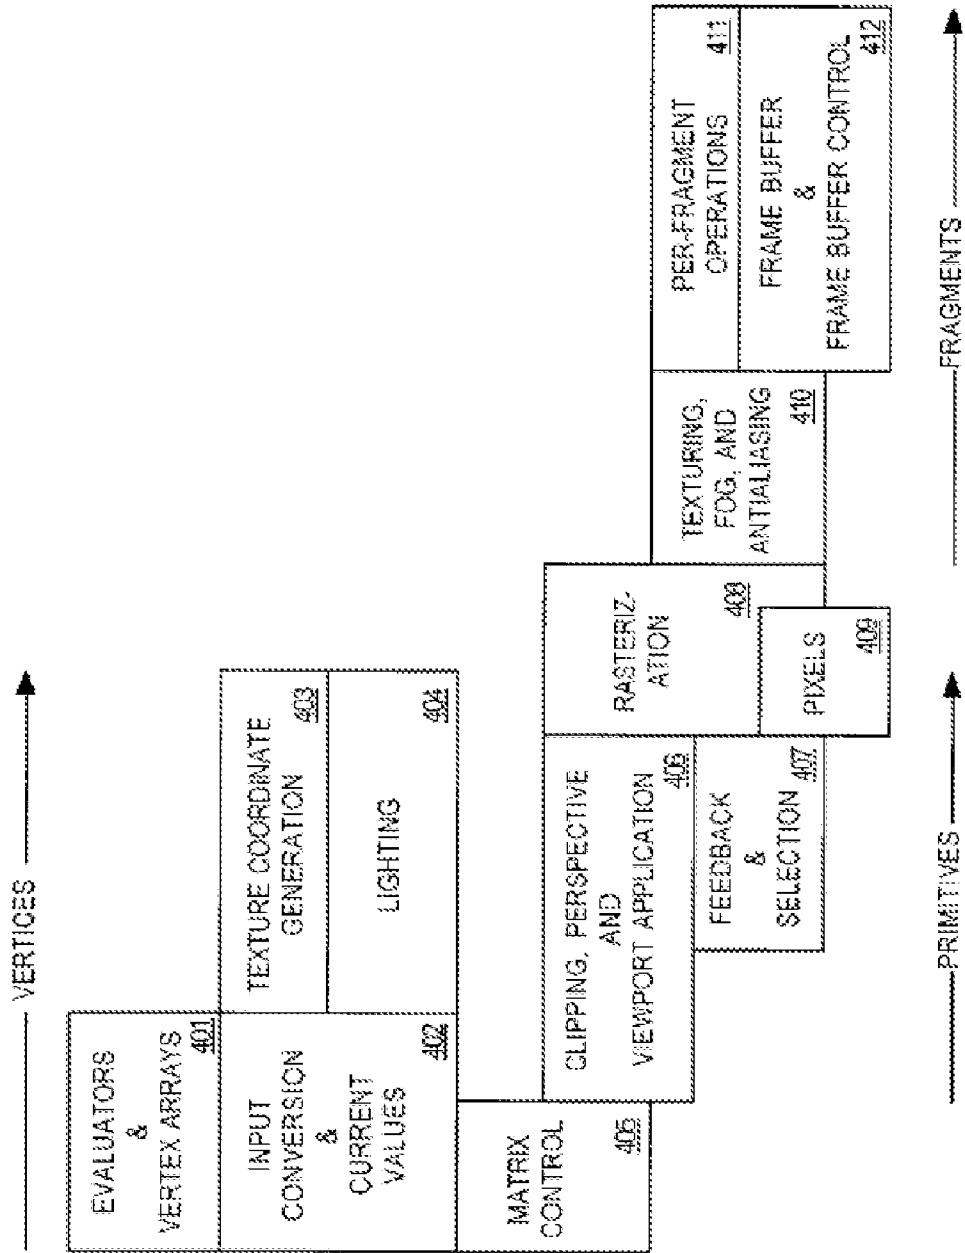 VERTICES
EVALUATORS
&
VERTEX ARRAYS
401
INPUT
CONVERSION
&
CURRENT
VALUES
402
TEXTURE COORDINATE
GENERATION
403
LIGHTING
404
MATRIX
CONTROL
405
CLIPPING, PERSPECTIVE
AND
VIEWPORT APPLICATION
406
FEEDBACK
&
SELECTION
407
RASTERIZ-
ATION
408
PIXELS
409
TEXTURING,
FOG, AND
ANTIALIASING
410
PER-FRAGMENT
OPERATIONS
411
FRAME BUFFER
&
FRAME BUFFER CONTROL
412
PRIMITIVES
FRAGMENTS